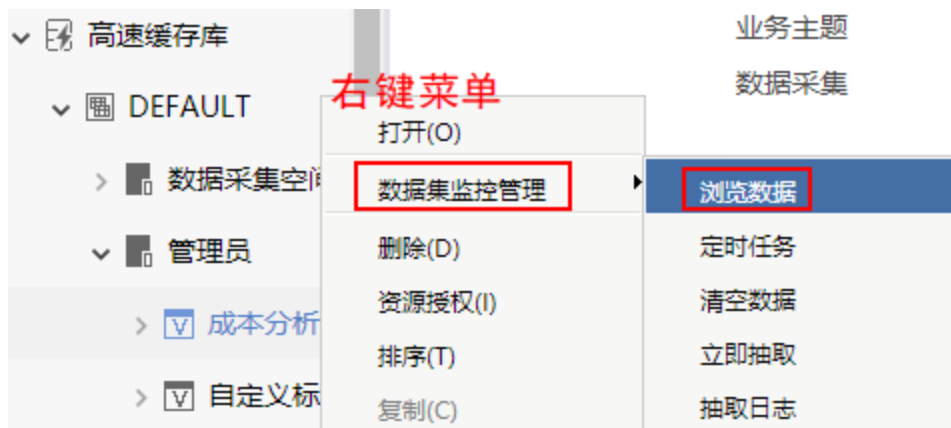 高速缓存库
DEFAULT
数据采集空间
管理员
成本分析
自定义标
右键菜单
打开(O)
数据集监控管理
删除(D)
资源授权(I)
排序(T)
复制(C)
业务主题
数据采集
浏览数据
定时任务
清空数据
立即抽取
抽取日志